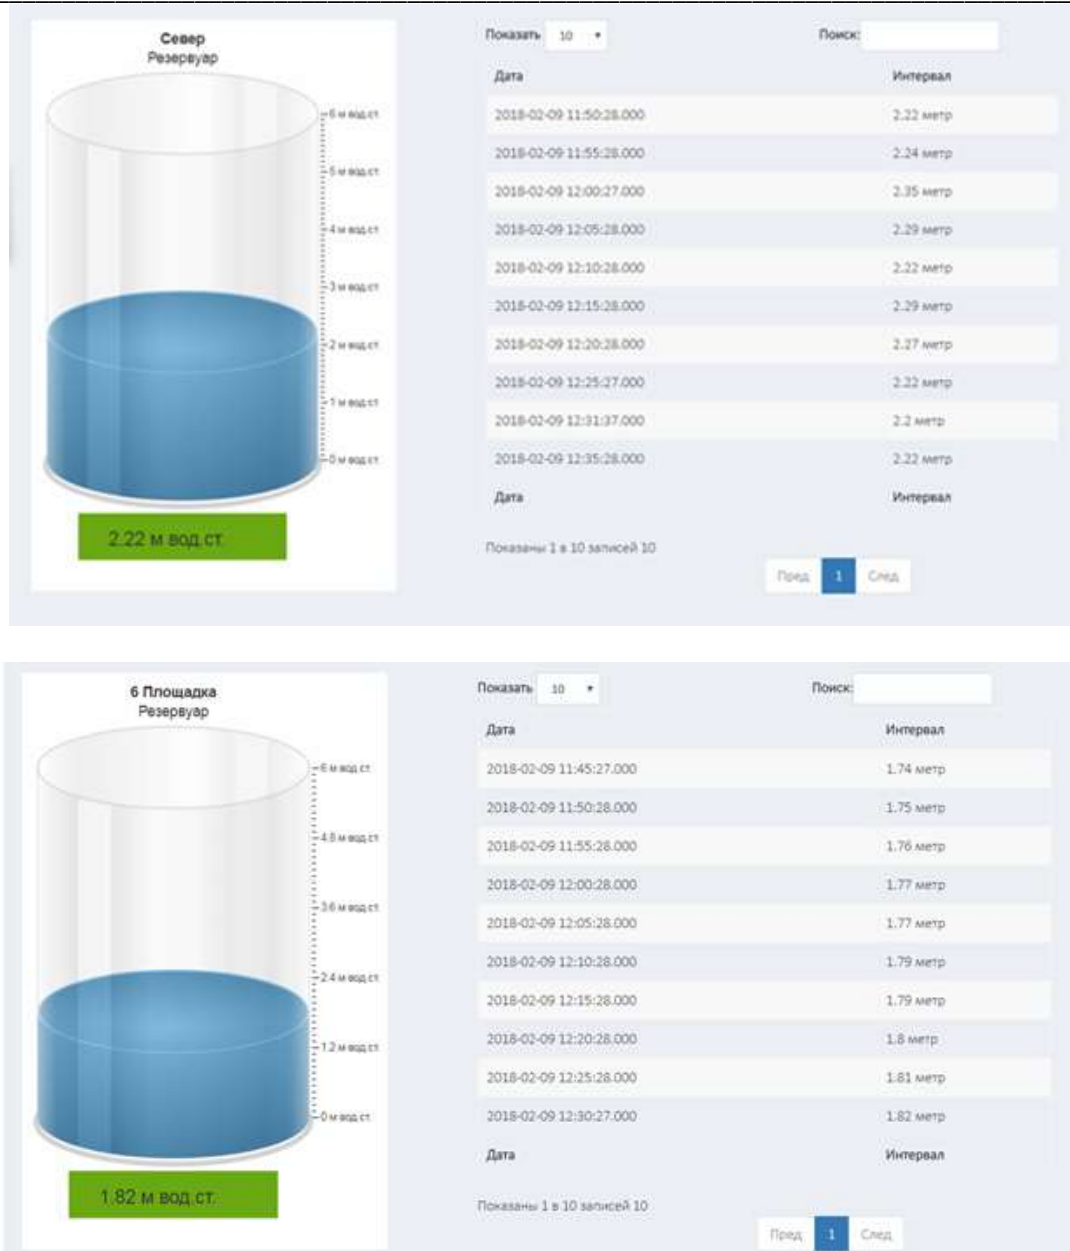 Север
Резервуар
6 м вод.ст.
5 м вод.ст.
4 м вод.ст.
3 м вод.ст.
2 м вод.ст.
1 м вод.ст.
0 м вод.ст.
2.22 м вод.ст.
Показать 10 Поиск:
Дата Интервал
2018-02-09 11:50:28.000 2.22 метр
2018-02-09 11:55:28.000 2.24 метр
2018-02-09 12:00:27.000 2.35 метр
2018-02-09 12:05:28.000 2.29 метр
2018-02-09 12:10:28.000 2.22 метр
2018-02-09 12:15:28.000 2.29 метр
2018-02-09 12:20:28.000 2.27 метр
2018-02-09 12:25:27.000 2.22 метр
2018-02-09 12:31:37.000 2.2 метр
2018-02-09 12:35:28.000 2.22 метр
Дата Интервал
Показаны 1 в 10 записей 10
Пред. 1 След.
6 Площадка
Резервуар
6 м вод.ст.
4.8 м вод.ст.
3.6 м вод.ст.
2.4 м вод.ст.
1.2 м вод.ст.
0 м вод.ст.
1.82 м вод.ст.
Показать 10 Поиск:
Дата Интервал
2018-02-09 11:45:27.000 1.74 метр
2018-02-09 11:50:28.000 1.75 метр
2018-02-09 11:55:28.000 1.76 метр
2018-02-09 12:00:28.000 1.77 метр
2018-02-09 12:05:28.000 1.77 метр
2018-02-09 12:10:28.000 1.79 метр
2018-02-09 12:15:28.000 1.79 метр
2018-02-09 12:20:28.000 1.8 метр
2018-02-09 12:25:28.000 1.81 метр
2018-02-09 12:30:27.000 1.82 метр
Дата Интервал
Показаны 1 в 10 записей 10
Пред. 1 След.